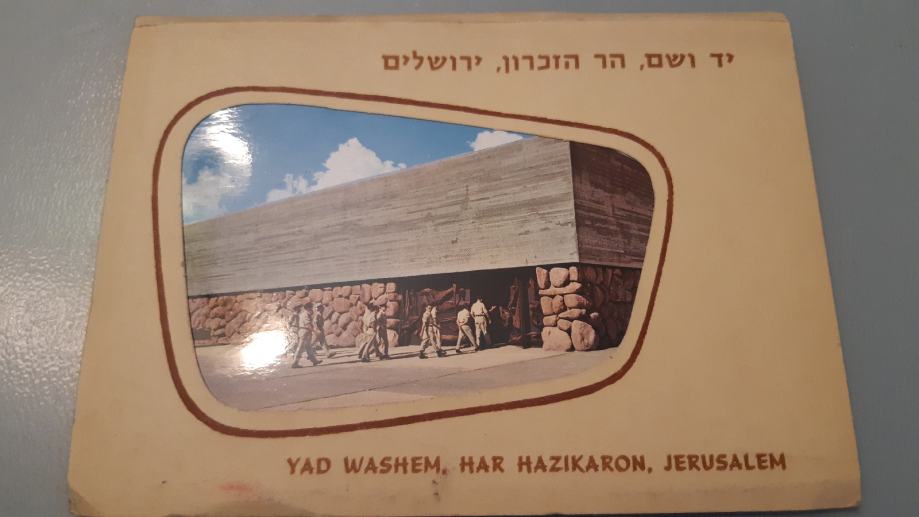 יד ושם, הר הזכרון, ירושלים
YAD WASHEM, HAR HAZIKARON, JERUSALEM